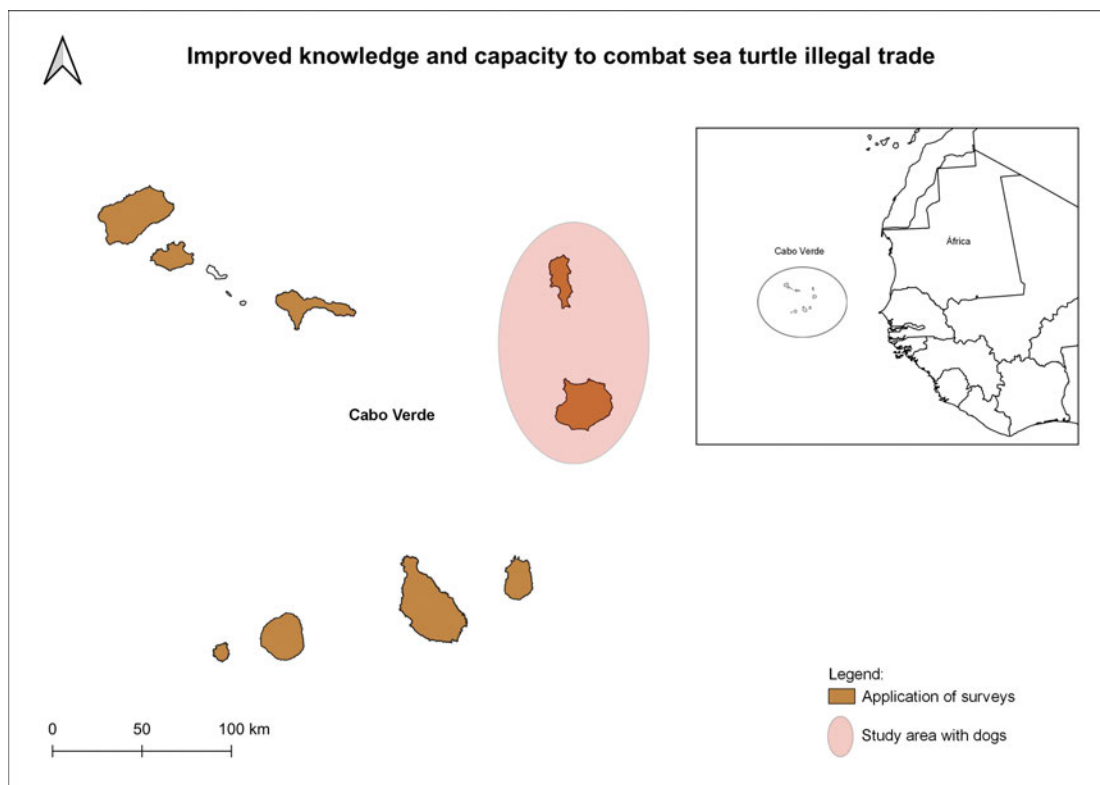 Improved knowledge and capacity to combat sea turtle illegal trade
África
Cabo Verde
Cabo Verde
Legend:
Application of surveys
0 50 100 km
Study area with dogs